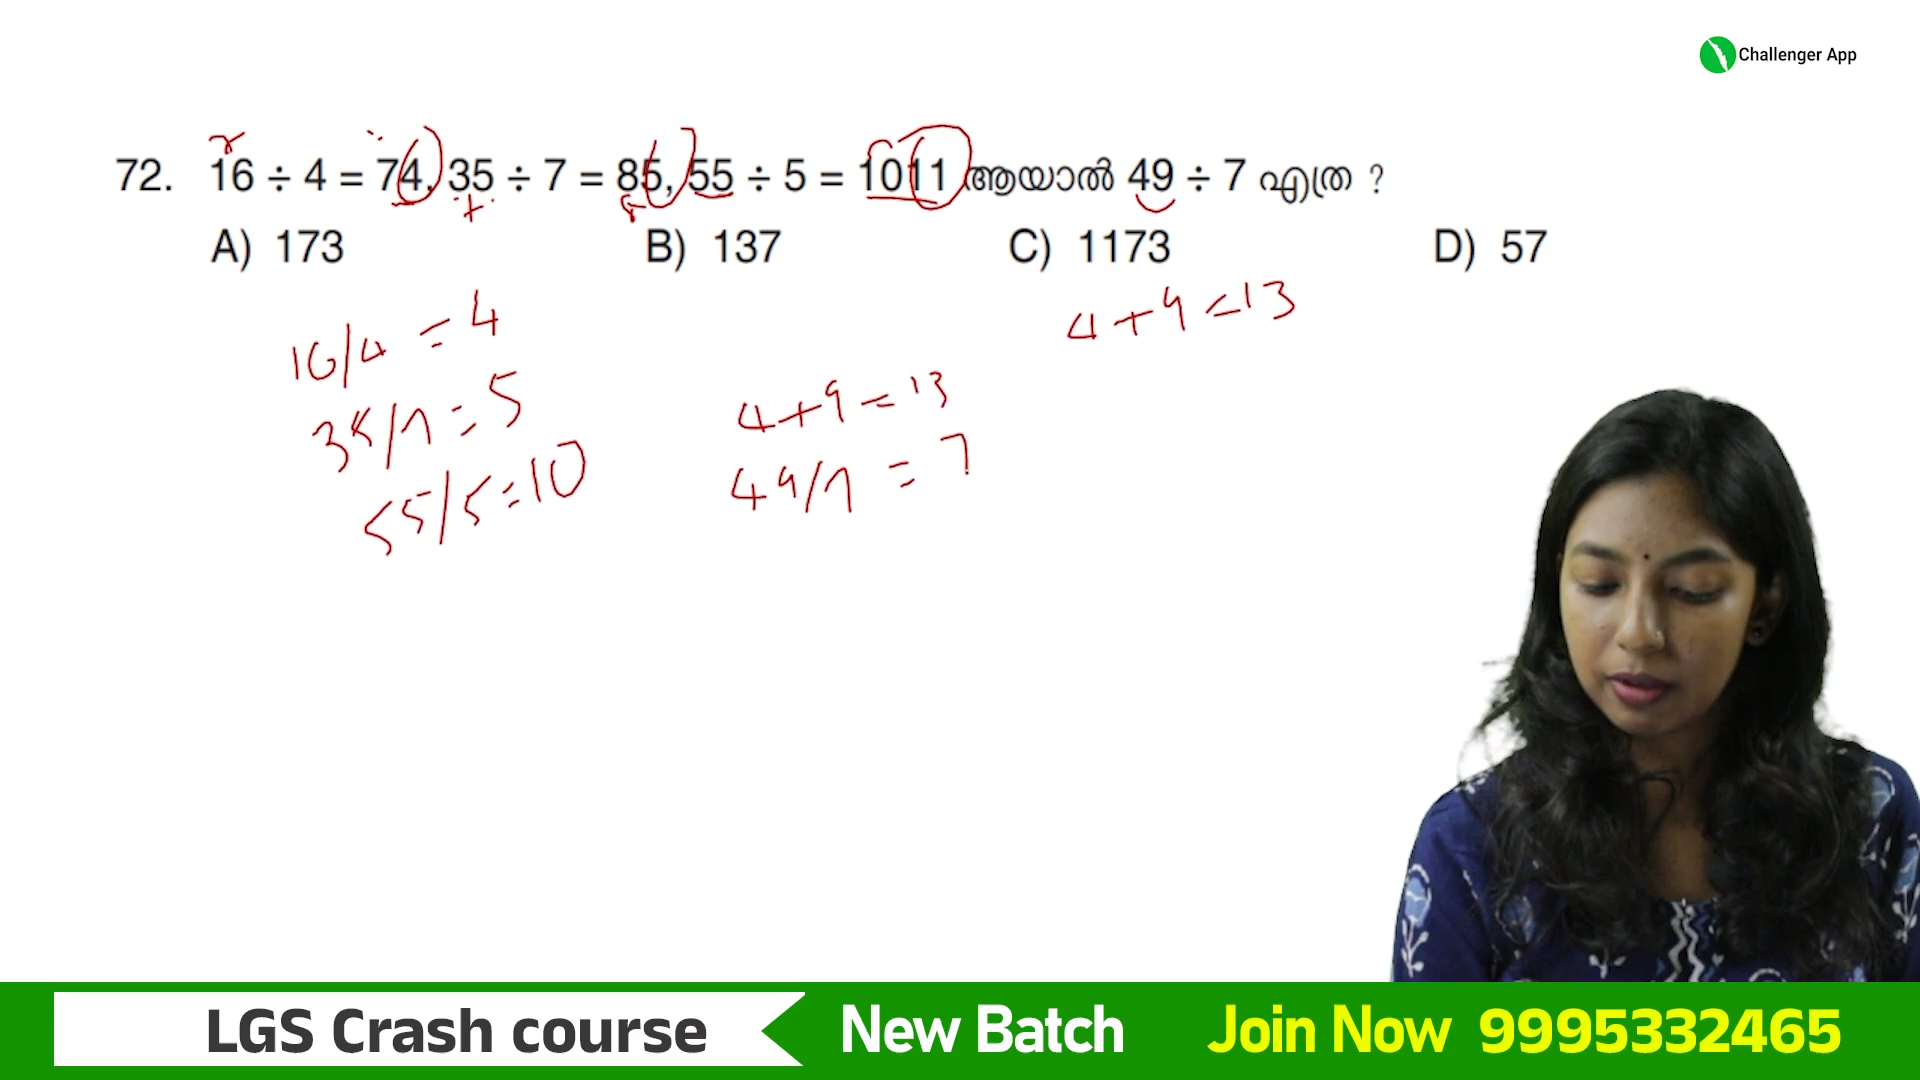 Challenger App
72. 16 ÷ 4 = 74, 35 ÷ 7 = 85, 55 ÷ 5 = 1011 ആയാൽ 49 ÷ 7 എത്ര ?
A) 173 B) 137 C) 1173 D) 57
4+9=13
16/4 = 4
35/7 = 5
55/5=10
4+9=13
49/7 = 7
LGS Crash course New Batch Join Now 9995332465